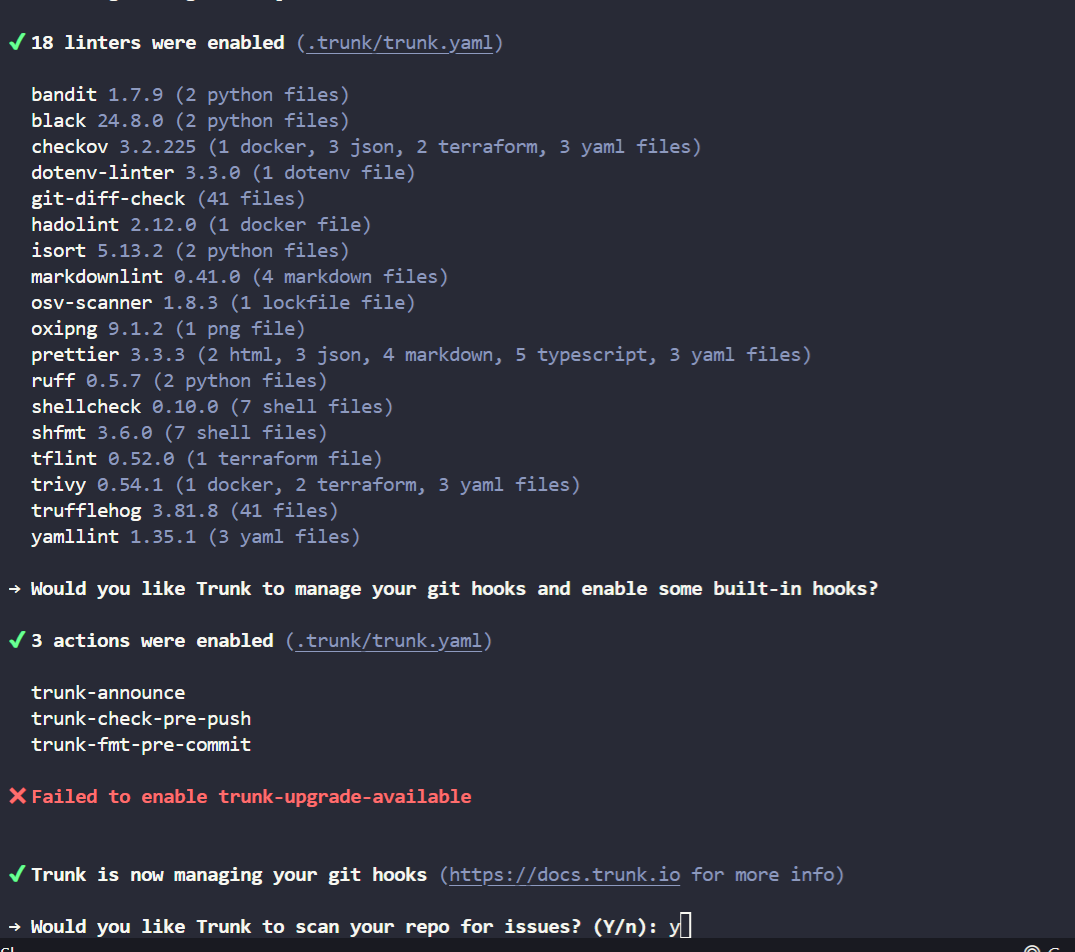 ✔ 18 linters were enabled (.trunk/trunk.yaml)
bandit 1.7.9 (2 python files)
black 24.8.0 (2 python files)
checkov 3.2.225 (1 docker, 3 json, 2 terraform, 3 yaml files)
dotenv-linter 3.3.0 (1 dotenv file)
git-diff-check (41 files)
hadolint 2.12.0 (1 docker file)
isort 5.13.2 (2 python files)
markdownlint 0.41.0 (4 markdown files)
osv-scanner 1.8.3 (1 lockfile file)
oxipng 9.1.2 (1 png file)
prettier 3.3.3 (2 html, 3 json, 4 markdown, 5 typescript, 3 yaml files)
ruff 0.5.7 (2 python files)
shellcheck 0.10.0 (7 shell files)
shfmt 3.6.0 (7 shell files)
tflint 0.52.0 (1 terraform file)
trivy 0.54.1 (1 docker, 2 terraform, 3 yaml files)
trufflehog 3.81.8 (41 files)
yamllint 1.35.1 (3 yaml files)
→ Would you like Trunk to manage your git hooks and enable some built-in hooks?
✔ 3 actions were enabled (.trunk/trunk.yaml)
trunk-announce
trunk-check-pre-push
trunk-fmt-pre-commit
✖ Failed to enable trunk-upgrade-available
✔ Trunk is now managing your git hooks (https://docs.trunk.io for more info)
→ Would you like Trunk to scan your repo for issues? (Y/n): y